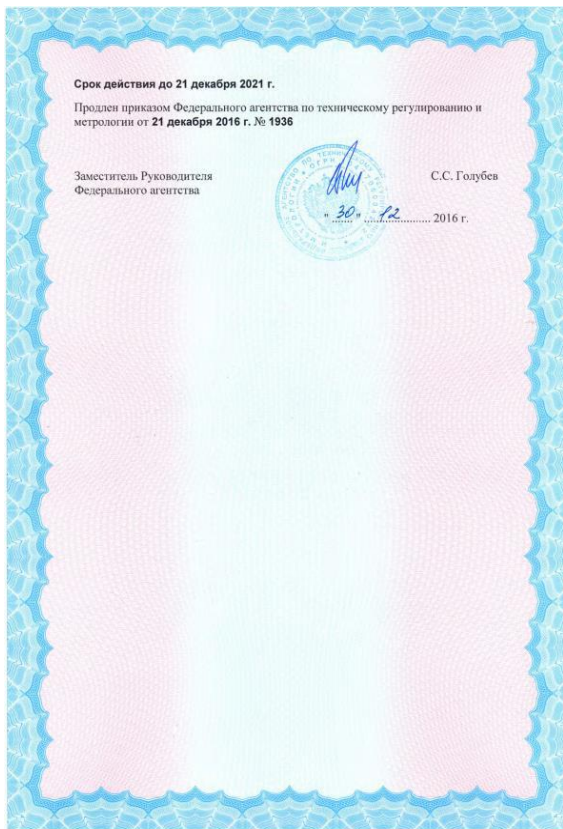 Срок действия до 21 декабря 2021 г.
Продлен приказом Федерального агентства по техническому регулированию и
метрологии от 21 декабря 2016 г. № 1936
Заместитель Руководителя
Федерального агентства
С.С. Голубев
" 30 " 12 2016 г.